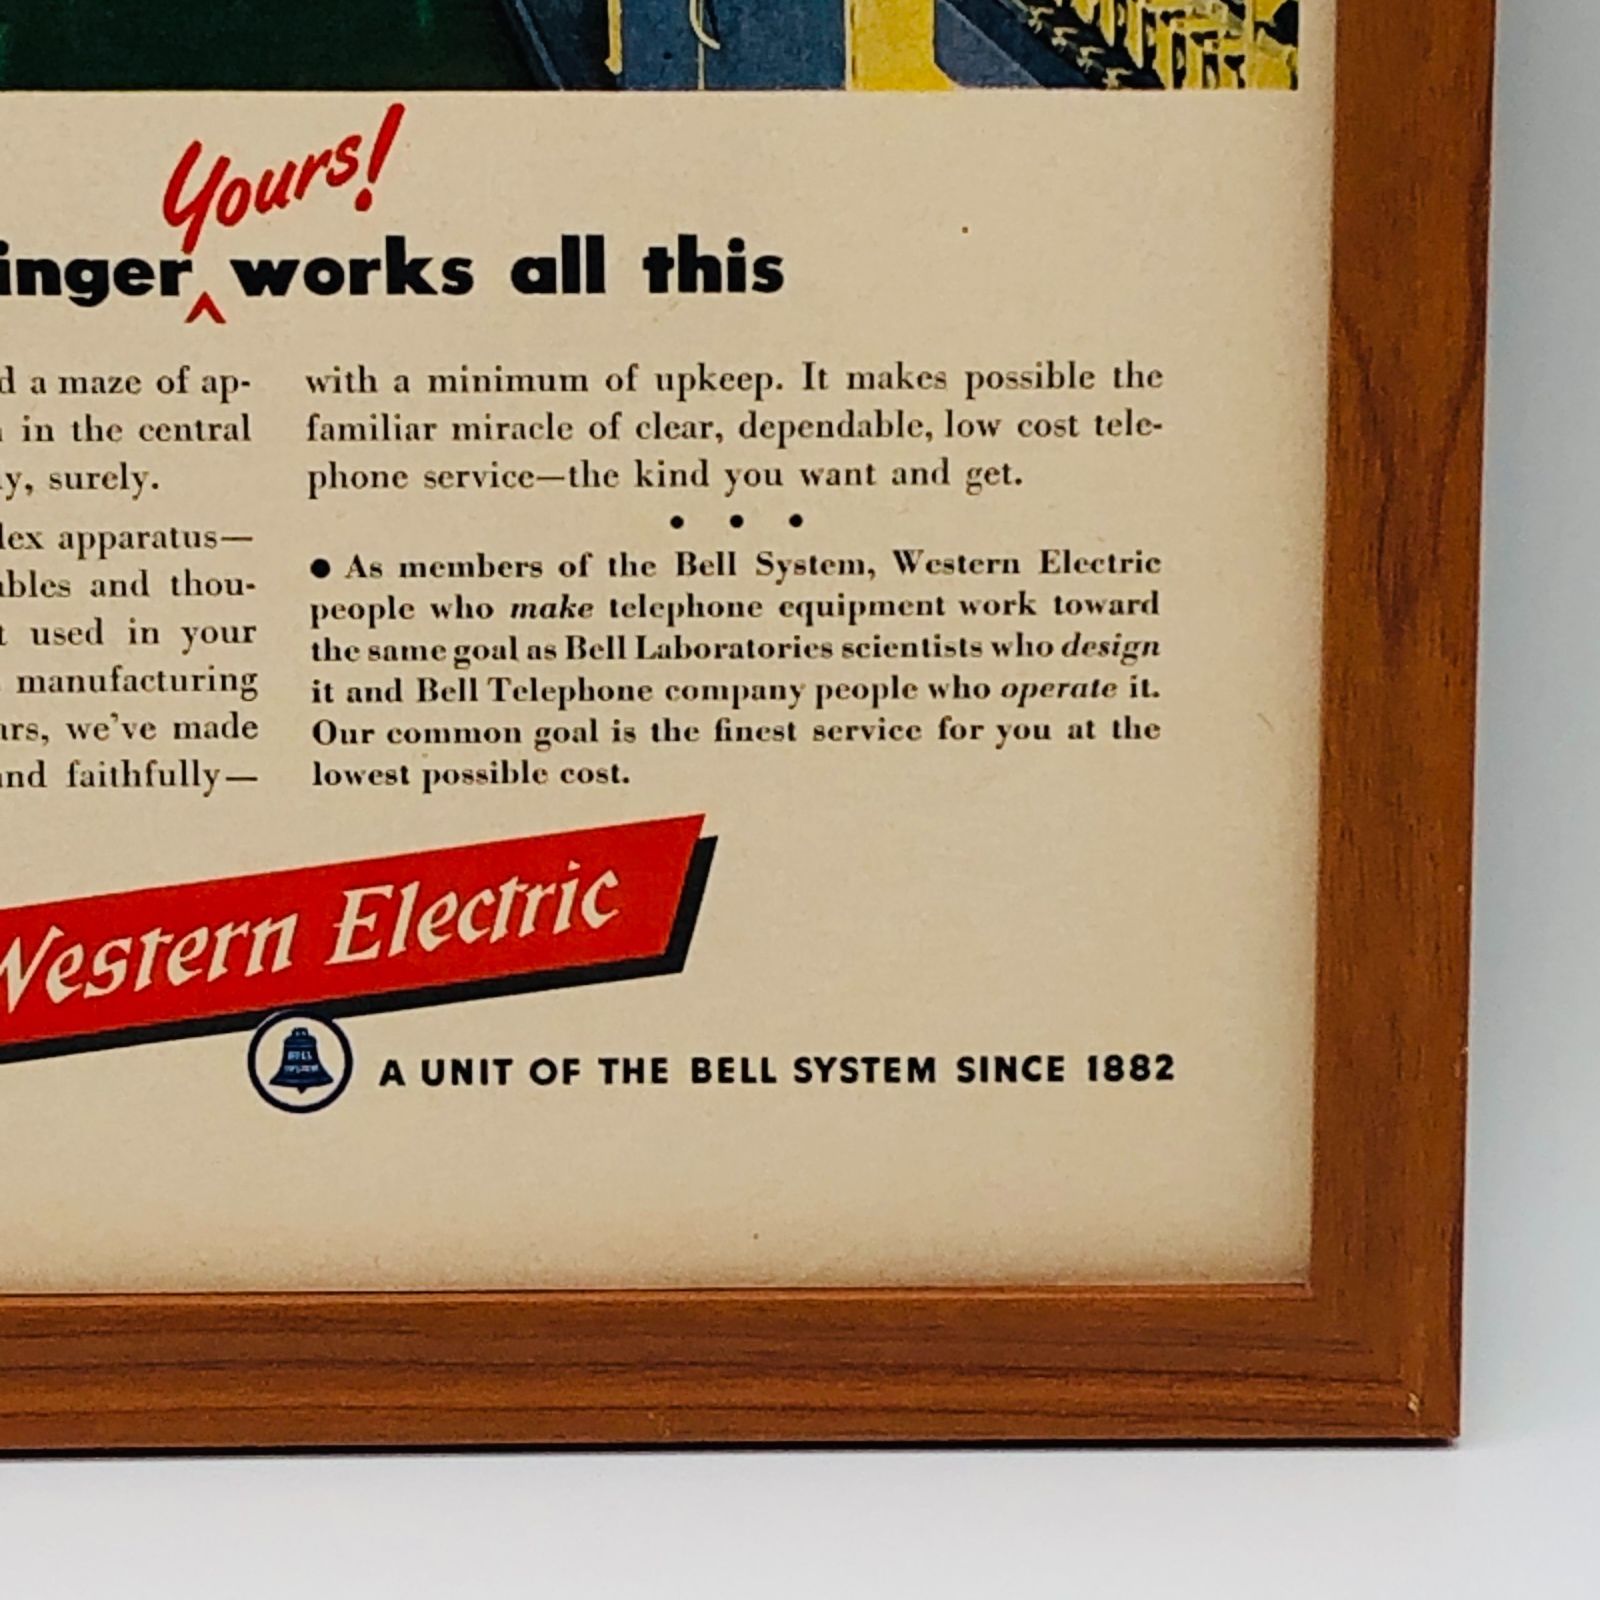 Yours!
works all this
a maze of ap-
in the central
surely.
apparatus—
and thou-
used in your
manufacturing
we've made
and faithfully—
with a minimum of upkeep. It makes possible the
familiar miracle of clear, dependable, low cost tele-
phone service—the kind you want and get.
• • •
● As members of the Bell System, Western Electric
people who make telephone equipment work toward
the same goal as Bell Laboratories scientists who design
it and Bell Telephone company people who operate it.
Our common goal is the finest service for you at the
lowest possible cost.
Western Electric
BELL
SYSTEM
A UNIT OF THE BELL SYSTEM SINCE 1882